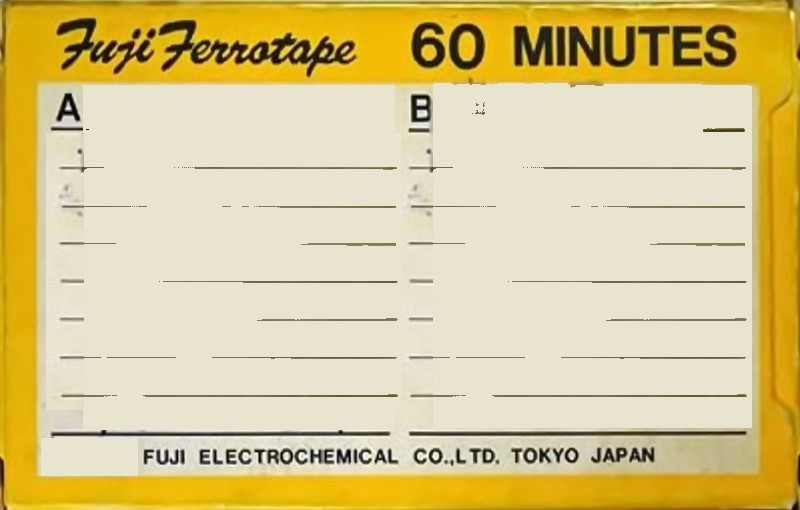 Fuji Ferrotape 60 MINUTES
A B
FUJI ELECTROCHEMICAL CO.,LTD. TOKYO JAPAN